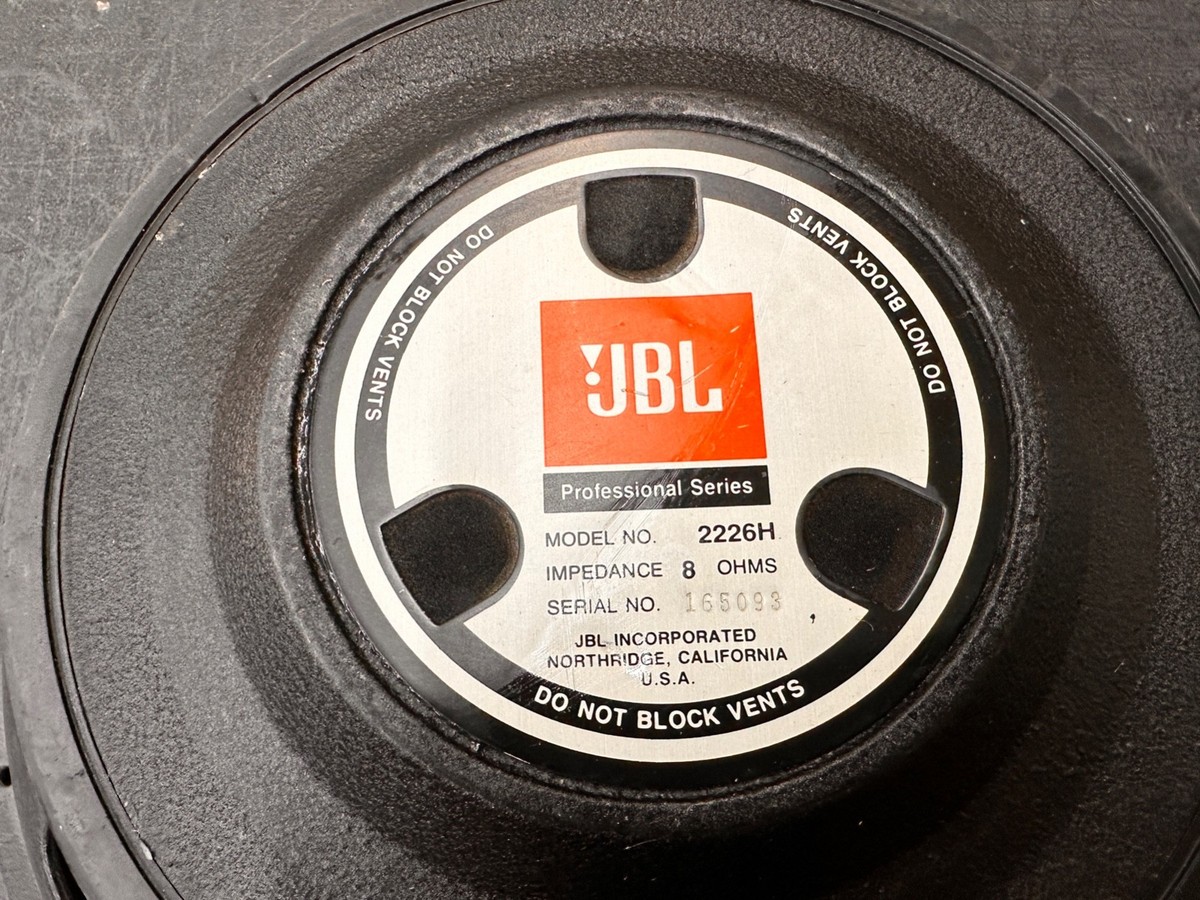 DO NOT BLOCK VENTS
DO NOT BLOCK VENTS
JBL
Professional Series
MODEL NO. 2226H
IMPEDANCE 8 OHMS
SERIAL NO. 165093
JBL INCORPORATED
NORTHRIDGE, CALIFORNIA
U.S.A.
DO NOT BLOCK VENTS